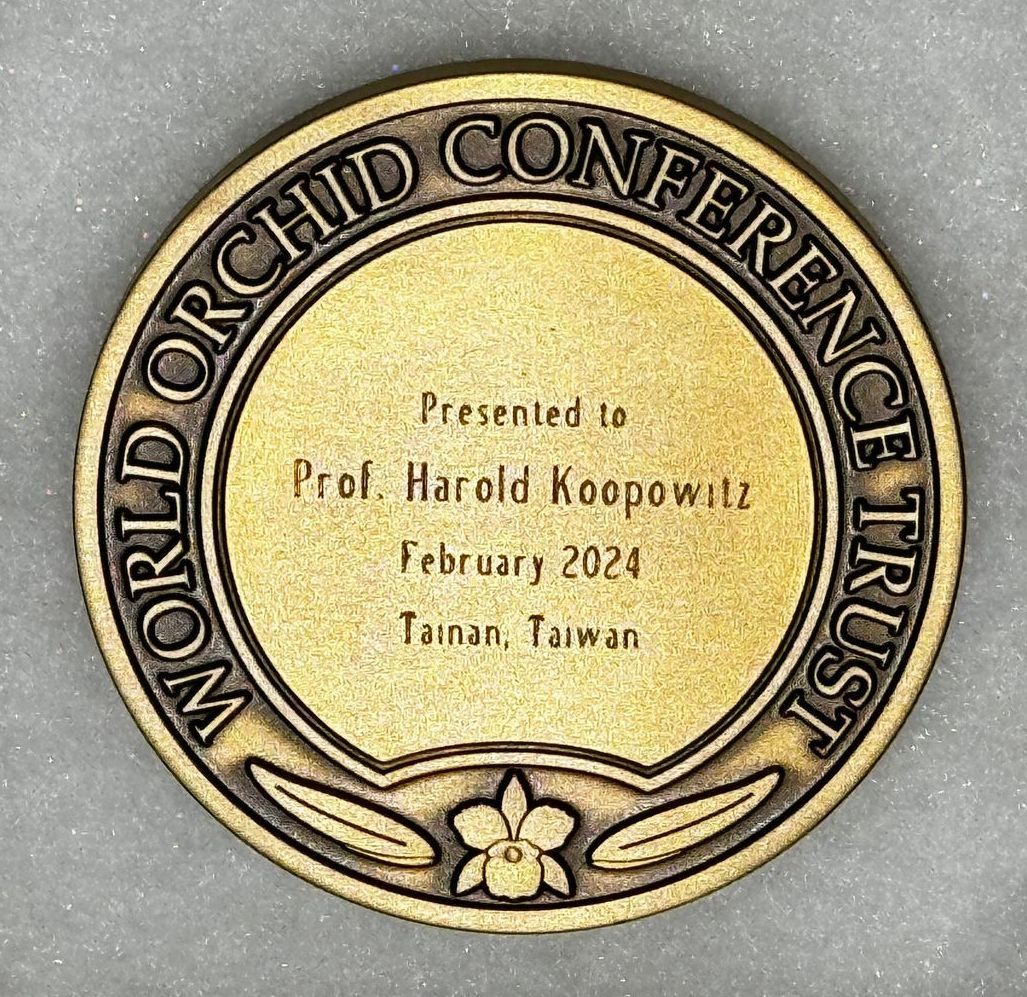 WORLD ORCHID CONFERENCE TRUST
Presented to
Prof. Harold Koopowitz
February 2024
Tainan, Taiwan